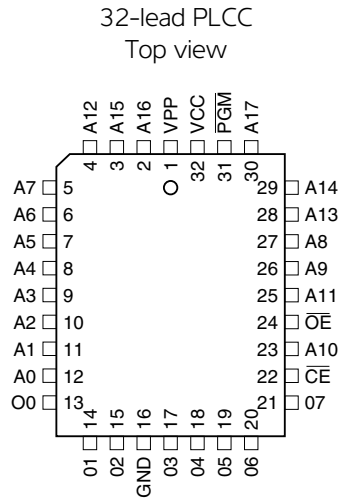 32-lead PLCC
Top view
A12 A15 A16 VPP VCC P̅G̅M̅ A17
4 3 2 1 32 31 30
A7 5 29 A14
A6 6 28 A13
A5 7 27 A8
A4 8 26 A9
A3 9 25 A11
A2 10 24 O̅E̅
A1 11 23 A10
A0 12 22 C̅E̅
O0 13 21 07
14 15 16 17 18 19 20
01 02 GND 03 04 05 06